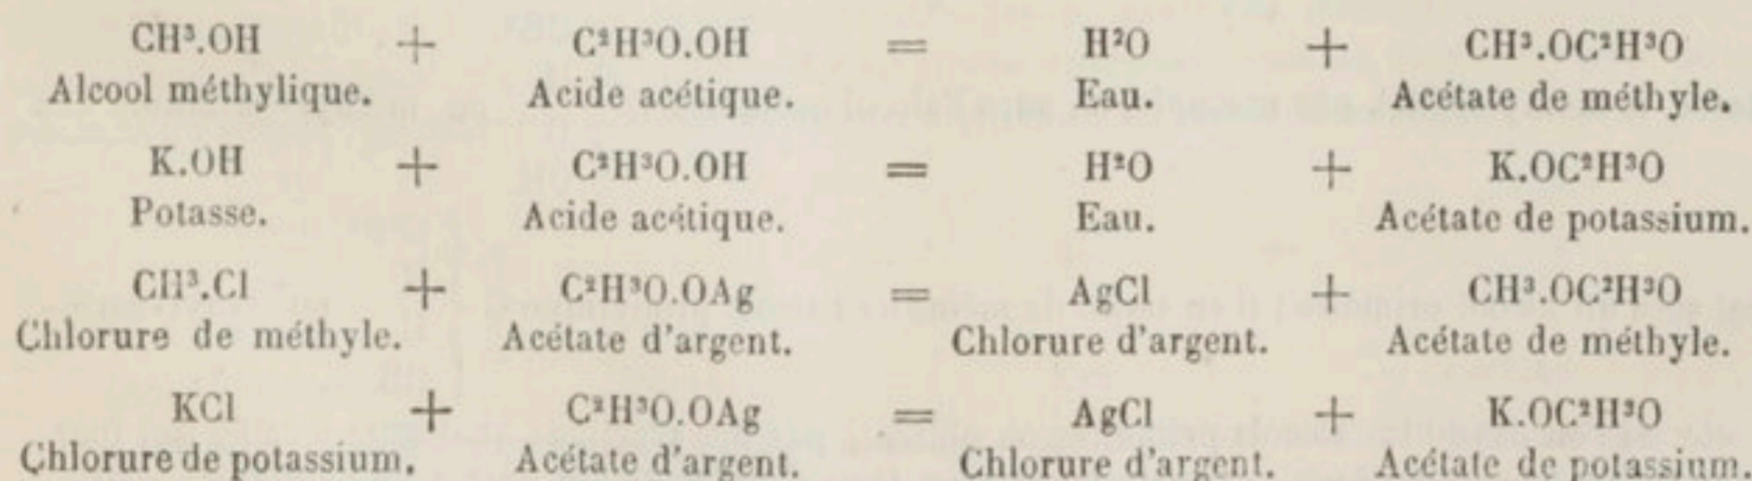 CH³.OH + C²H³O.OH = H²O + CH³.OC²H³O
Alcool méthylique. Acide acétique. Eau. Acétate de méthyle.
K.OH + C²H³O.OH = H²O + K.OC²H³O
Potasse. Acide acétique. Eau. Acétate de potassium.
CH³.Cl + C²H³O.OAg = AgCl + CH³.OC²H³O
Chlorure de méthyle. Acétate d'argent. Chlorure d'argent. Acétate de méthyle.
KCl + C²H³O.OAg = AgCl + K.OC²H³O
Chlorure de potassium. Acétate d'argent. Chlorure d'argent. Acétate de potassium.